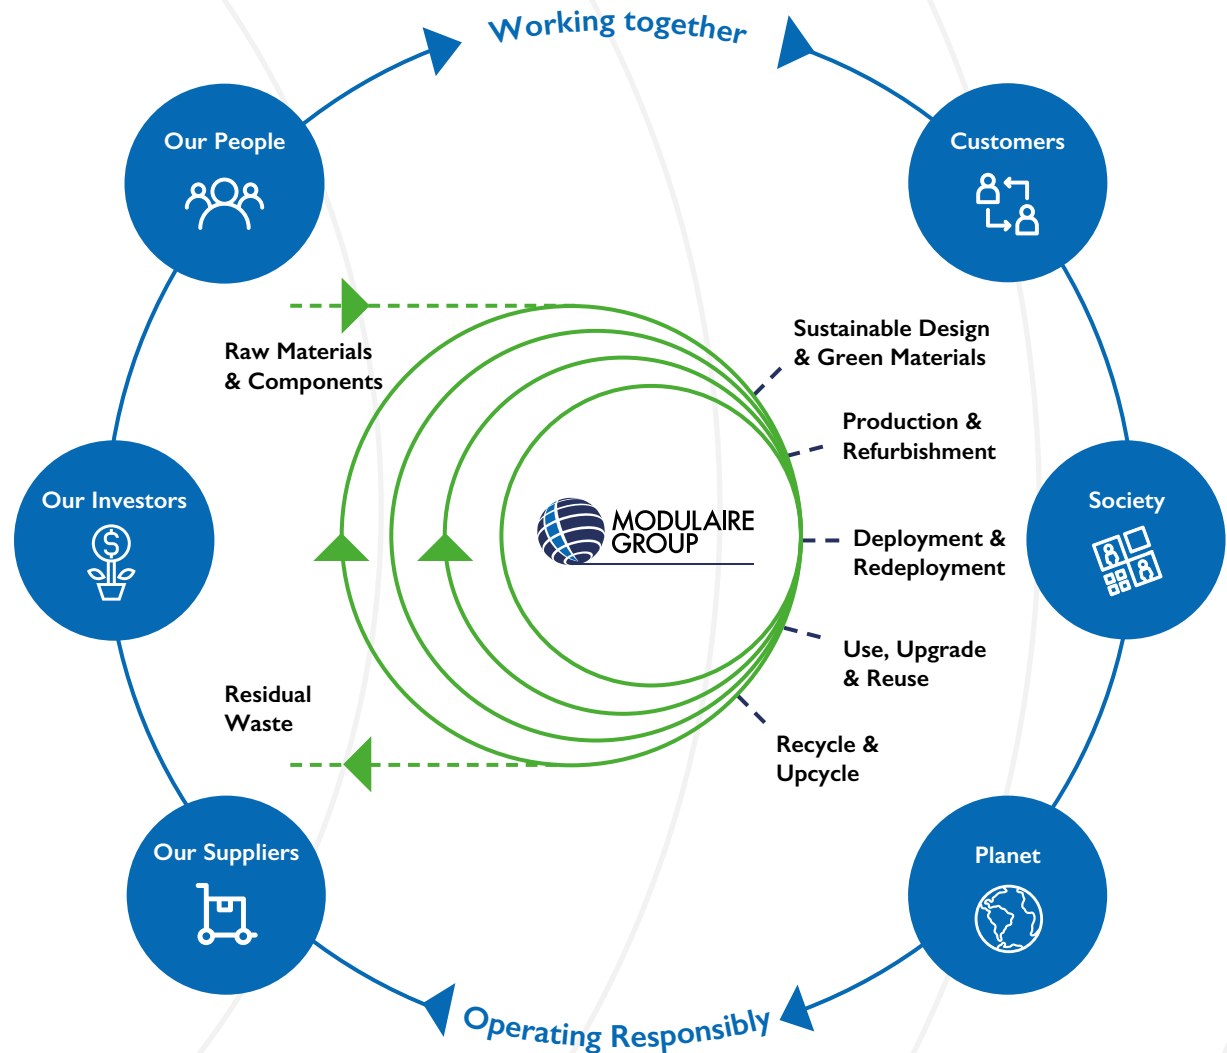 Working together
Our People
Customers
Raw Materials
& Components
Sustainable Design
& Green Materials
Production &
Refurbishment
Our Investors
$
MODULAIRE
GROUP
Society
Deployment &
Redeployment
Use, Upgrade
& Reuse
Residual
Waste
Recycle &
Upcycle
Our Suppliers
Planet
Operating Responsibly